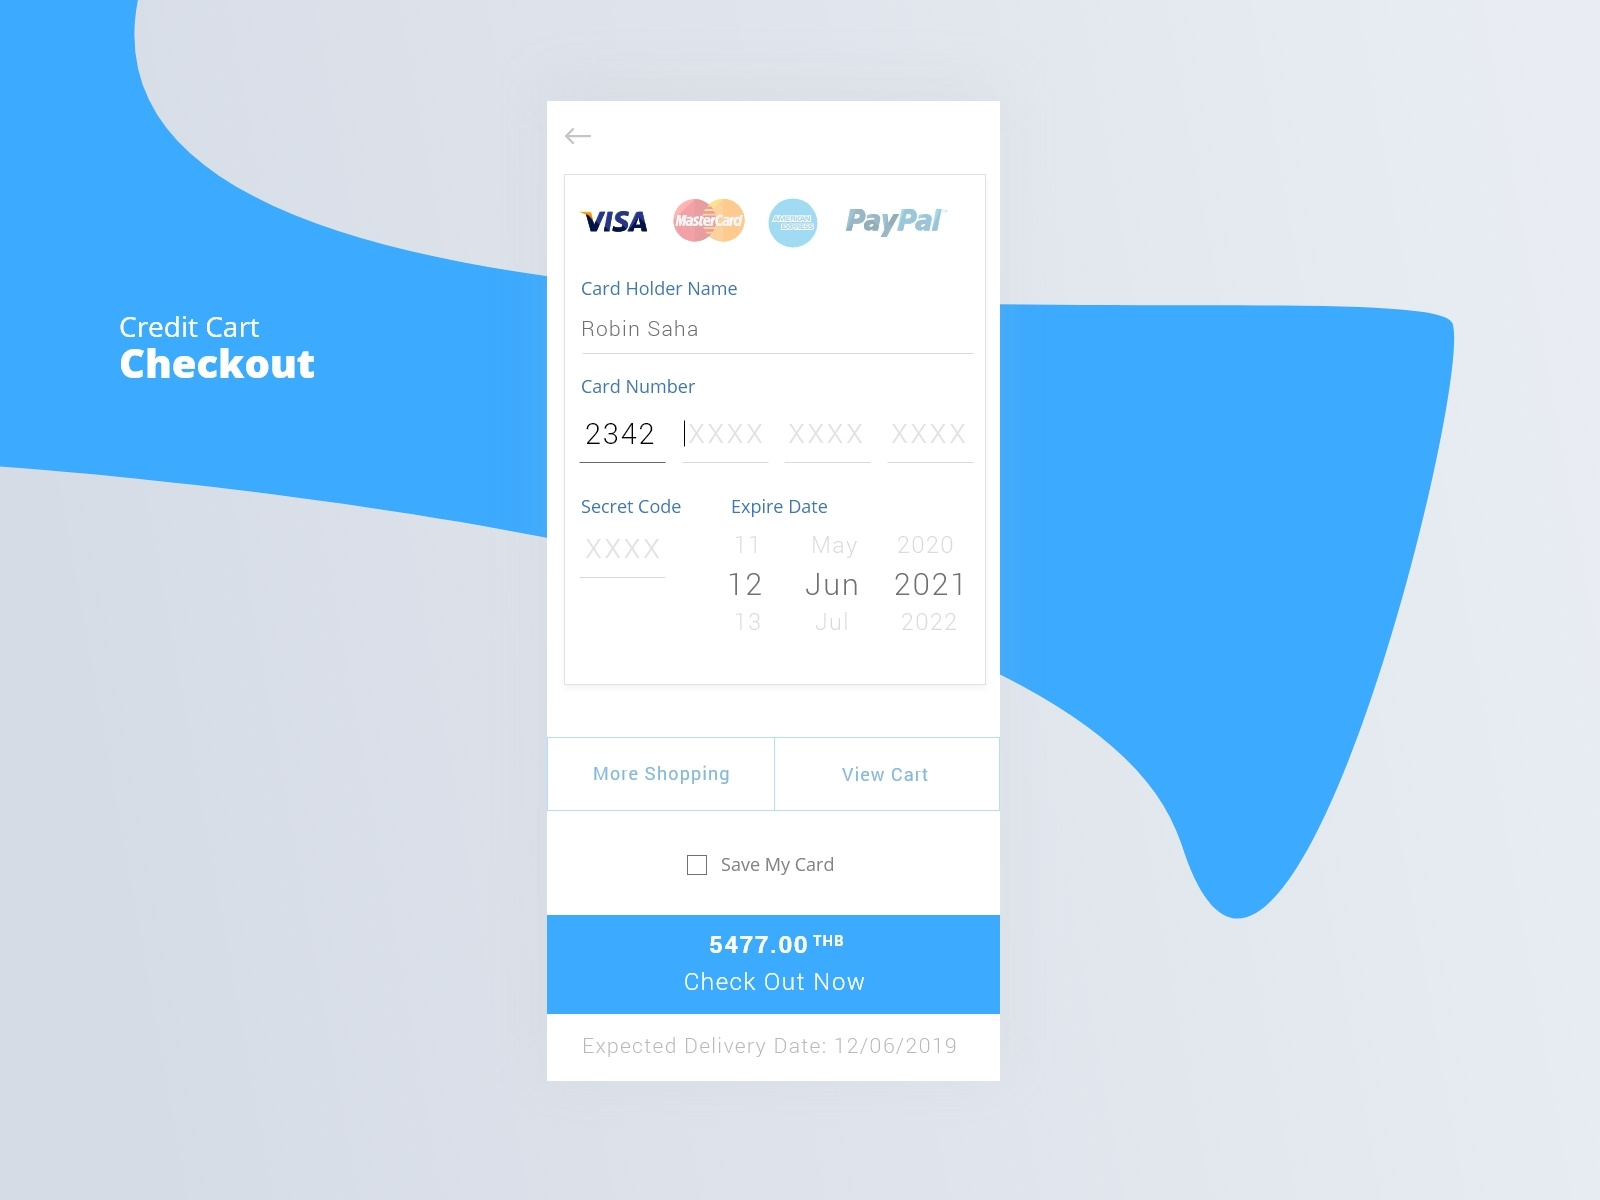 Credit Cart
Checkout
VISA MasterCard AMERICAN EXPRESS PayPal
Card Holder Name
Robin Saha
Card Number
2342 XXXX XXXX XXXX
Secret Code Expire Date
XXXX
11 May 2020
12 Jun 2021
13 Jul 2022
More Shopping View Cart
Save My Card
5477.00 THB
Check Out Now
Expected Delivery Date: 12/06/2019